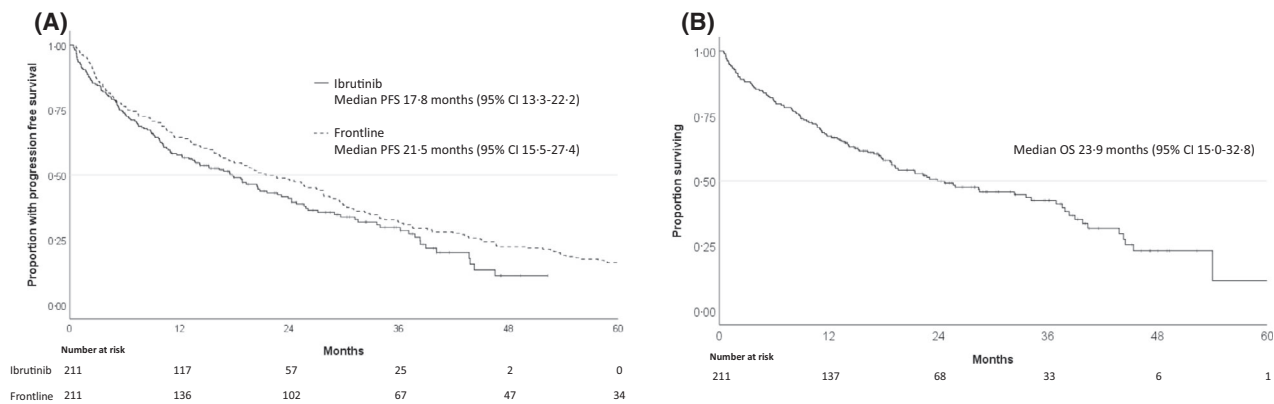 (A)
Proportion with progression free survival
1·00
0·75
0·50
0·25
0·00
Ibrutinib
Median PFS 17·8 months (95% CI 13·3-22·2)
Frontline
Median PFS 21·5 months (95% CI 15·5-27·4)
0 12 24 36 48 60
Months
Number at risk
Ibrutinib 211 117 57 25 2 0
Frontline 211 136 102 67 47 34
(B)
Proportion surviving
1·00
0·75
0·50
0·25
0·00
Median OS 23·9 months (95% CI 15·0-32·8)
0 12 24 36 48 60
Months
Number at risk
211 137 68 33 6 1